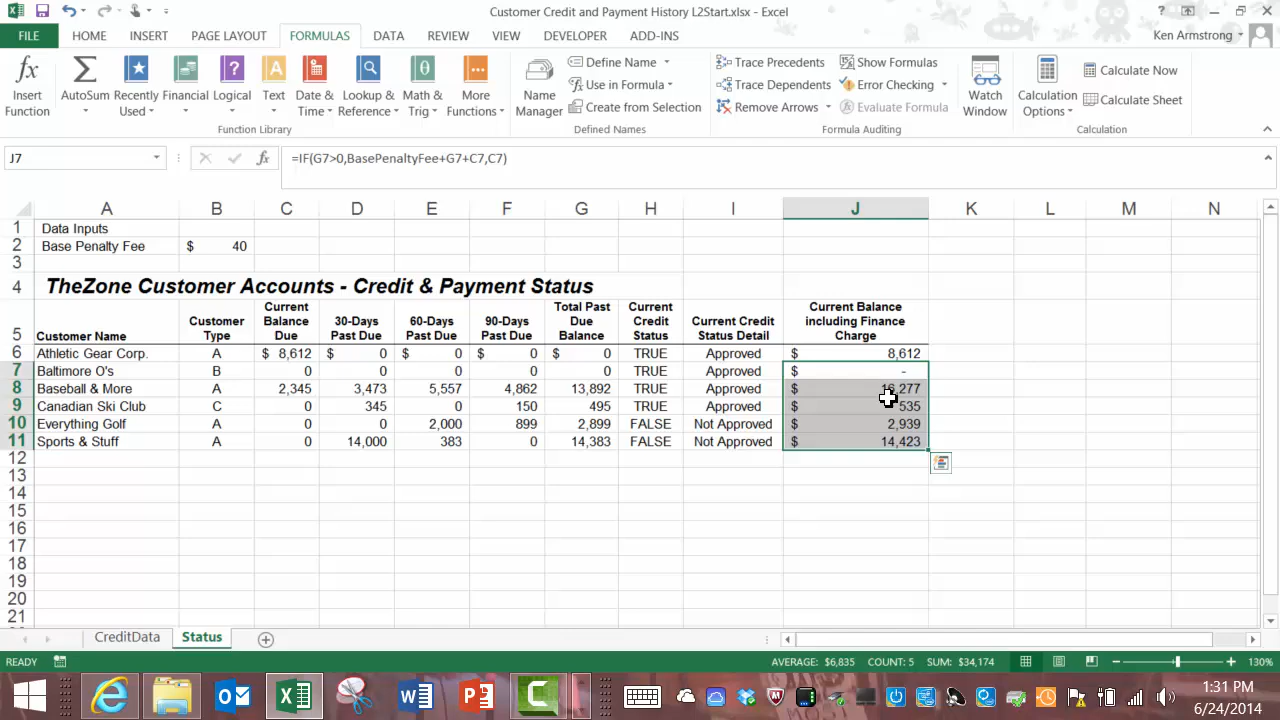 Customer Credit and Payment History L2Start.xlsx - Excel
FILE HOME INSERT PAGE LAYOUT FORMULAS DATA REVIEW VIEW DEVELOPER ADD-INS Ken Armstrong
Insert Function
AutoSum
Recently Used
Financial
Logical
Text
Date & Time
Lookup & Reference
Math & Trig
More Functions
Function Library
Name Manager
Define Name
Use in Formula
Create from Selection
Defined Names
Trace Precedents
Trace Dependents
Remove Arrows
Show Formulas
Error Checking
Evaluate Formula
Formula Auditing
Watch Window
Calculation Options
Calculate Now
Calculate Sheet
Calculation
J7 fx =IF(G7>0,BasePenaltyFee+G7+C7,C7)
A B C D E F G H I J K L M N
1 Data Inputs
2 Base Penalty Fee $ 40
3
4 TheZone Customer Accounts - Credit & Payment Status
5 Customer Name Customer Type Current Balance Due 30-Days Past Due 60-Days Past Due 90-Days Past Due Total Past Due Balance Current Credit Status Current Credit Status Detail Current Balance including Finance Charge
6 Athletic Gear Corp. A $ 8,612 $ 0 $ 0 $ 0 $ 0 TRUE Approved $ 8,612
7 Baltimore O's B 0 0 0 0 0 TRUE Approved $ -
8 Baseball & More A 2,345 3,473 5,557 4,862 13,892 TRUE Approved $ 16,277
9 Canadian Ski Club C 0 345 0 150 495 TRUE Approved $ 535
10 Everything Golf A 0 0 2,000 899 2,899 FALSE Not Approved $ 2,939
11 Sports & Stuff A 0 14,000 383 0 14,383 FALSE Not Approved $ 14,423
12
13
14
15
16
17
18
19
20
21
CreditData Status
READY AVERAGE: $6,835 COUNT: 5 SUM: $34,174 130%
1:31 PM
6/24/2014